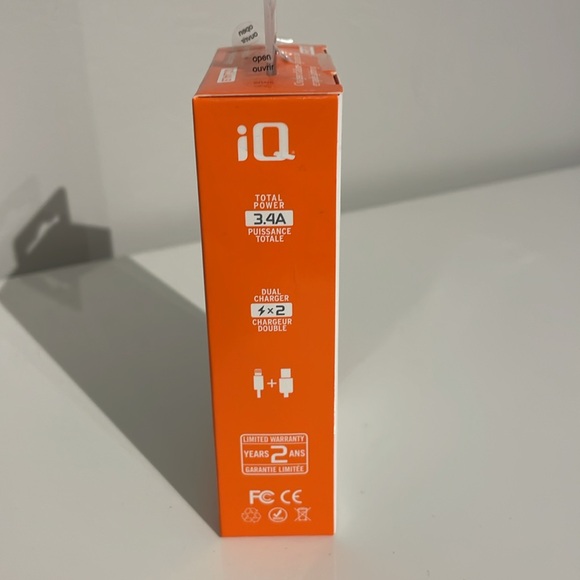 open
ouvrir
iQ
TOTAL
POWER
3.4A
PUISSANCE
TOTALE
DUAL
CHARGER
x2
CHARGEUR
DOUBLE
+
LIMITED WARRANTY
YEARS 2 ANS
GARANTIE LIMITÉE
FC CE